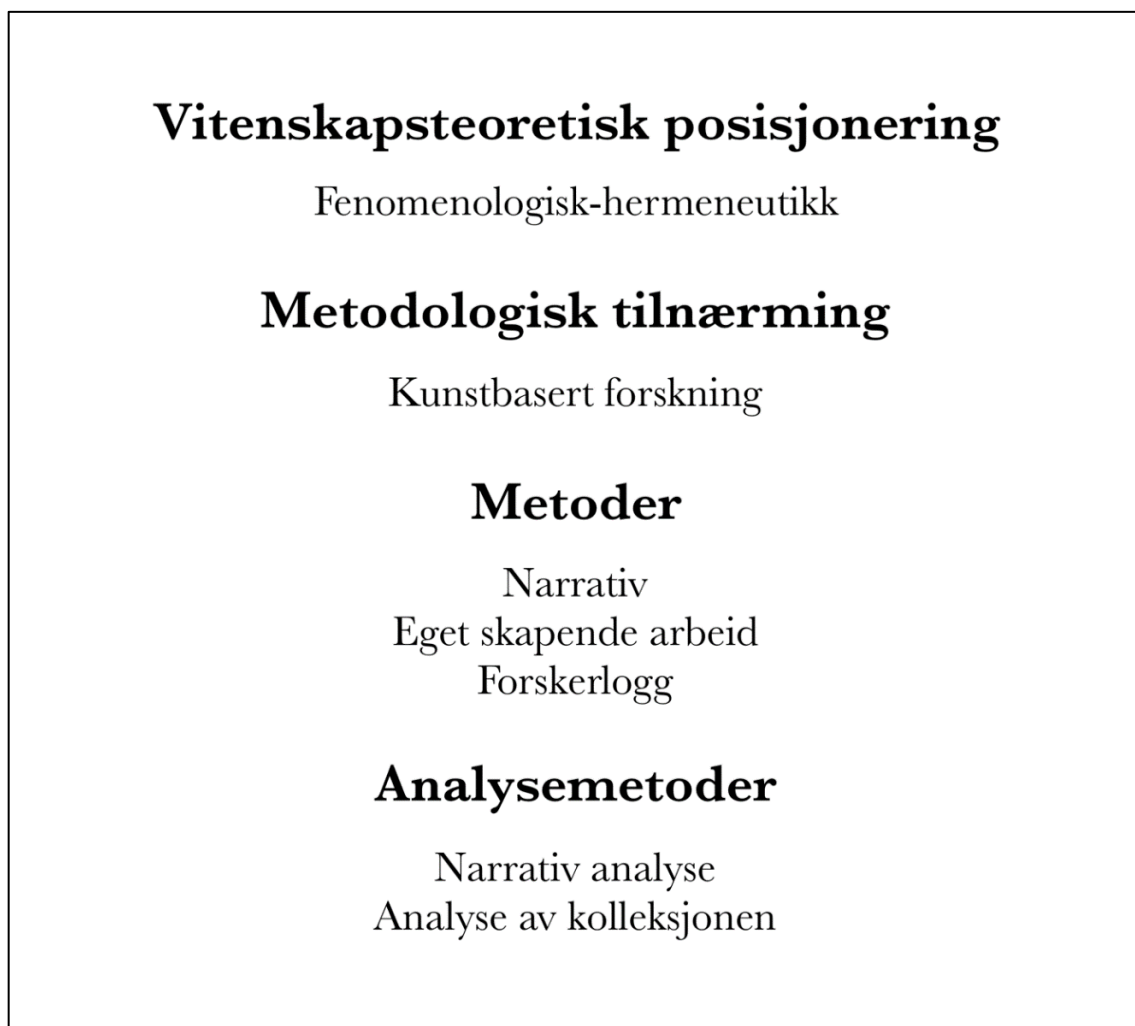 Vitenskapsteoretisk posisjonering
Fenomenologisk-hermeneutikk
Metodologisk tilnærming
Kunstbasert forskning
Metoder
Narrativ
Eget skapende arbeid
Forskerlogg
Analysemetoder
Narrativ analyse
Analyse av kolleksjonen